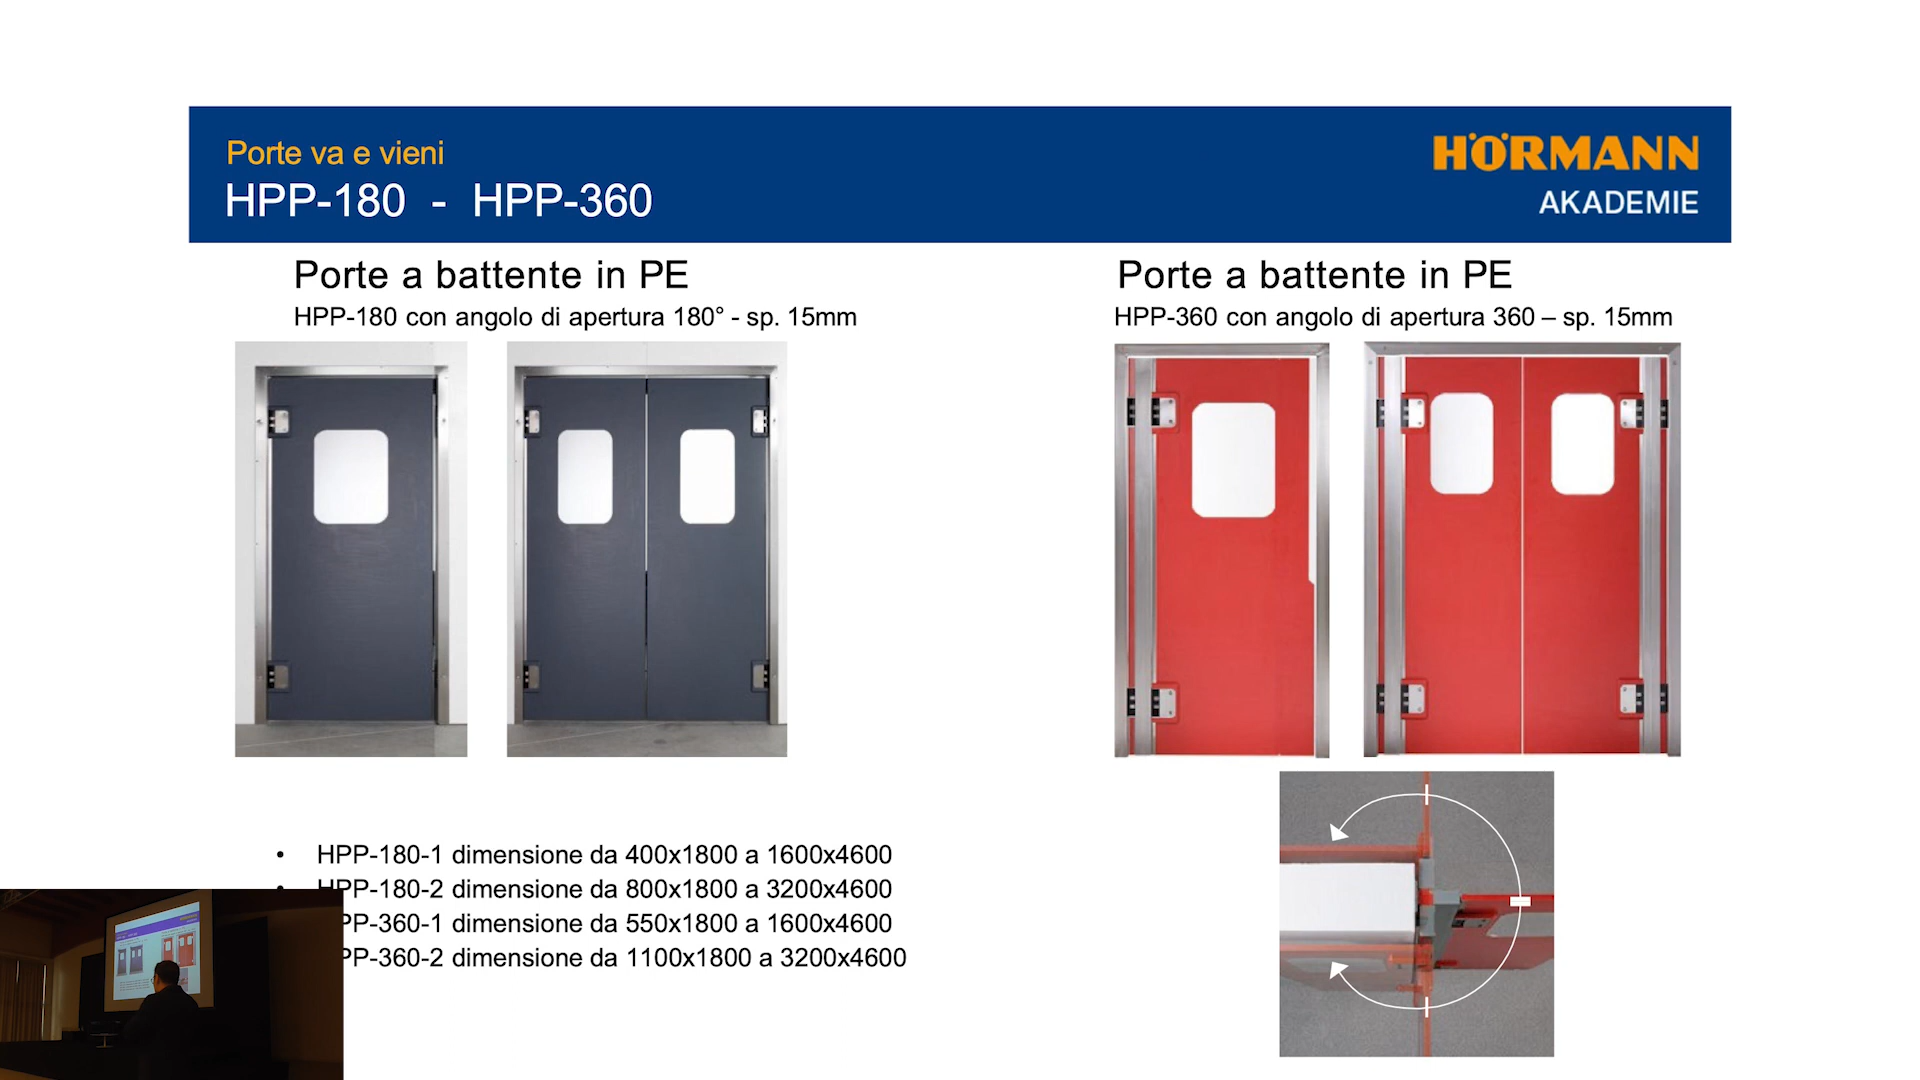 Porte va e vieni
HPP-180 - HPP-360
HÖRMANN
AKADEMIE
Porte a battente in PE
HPP-180 con angolo di apertura 180° - sp. 15mm
Porte a battente in PE
HPP-360 con angolo di apertura 360 – sp. 15mm
• HPP-180-1 dimensione da 400x1800 a 1600x4600
• HPP-180-2 dimensione da 800x1800 a 3200x4600
PP-360-1 dimensione da 550x1800 a 1600x4600
PP-360-2 dimensione da 1100x1800 a 3200x4600